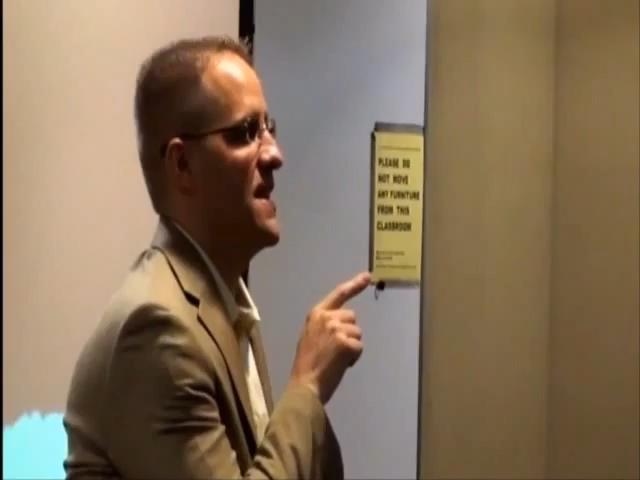 PLEASE DO
NOT MOVE
ANY FURNITURE
FROM THIS
CLASSROOM